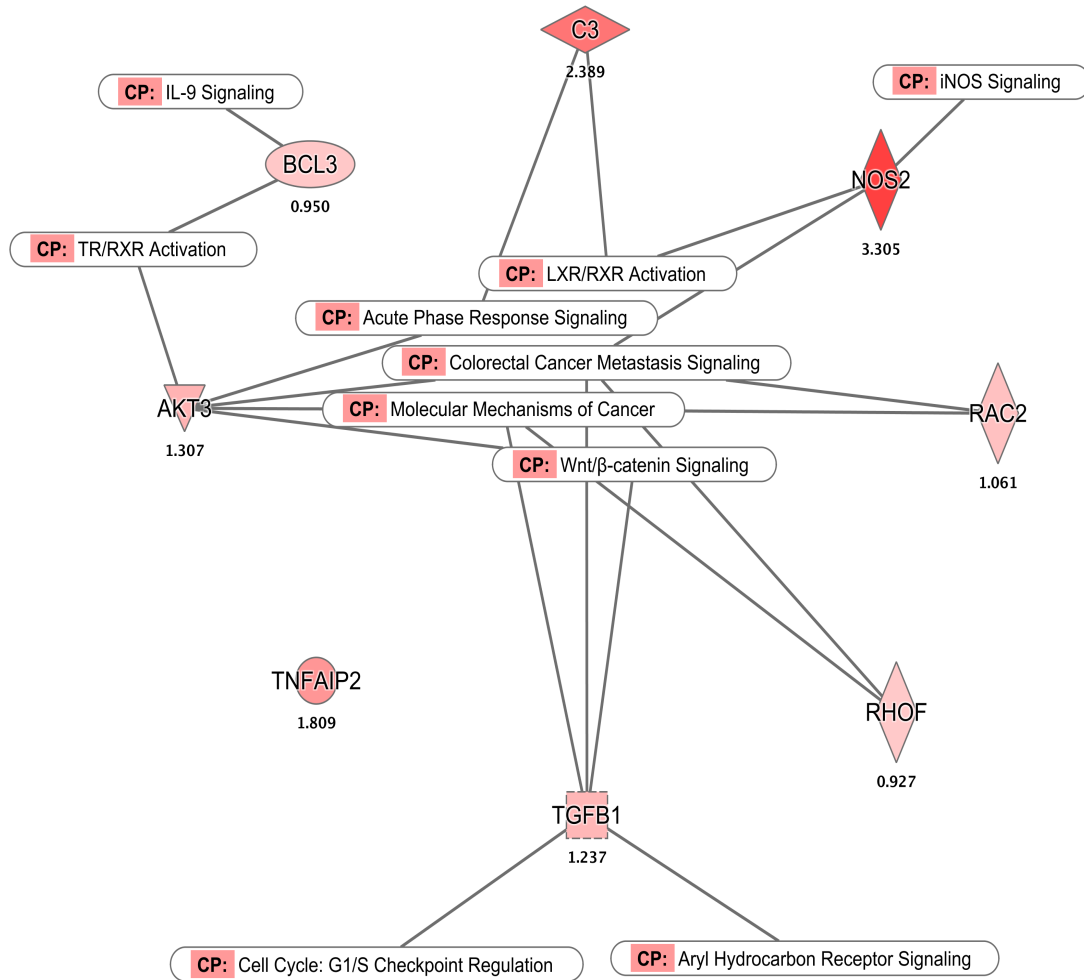 C3
2.389
CP: IL-9 Signaling
CP: iNOS Signaling
BCL3
0.950
NOS2
3.305
CP: TR/RXR Activation
CP: LXR/RXR Activation
CP: Acute Phase Response Signaling
CP: Colorectal Cancer Metastasis Signaling
AKT3
1.307
CP: Molecular Mechanisms of Cancer
RAC2
1.061
CP: Wnt/β-catenin Signaling
TNFAIP2
1.809
RHOF
0.927
TGFB1
1.237
CP: Cell Cycle: G1/S Checkpoint Regulation
CP: Aryl Hydrocarbon Receptor Signaling